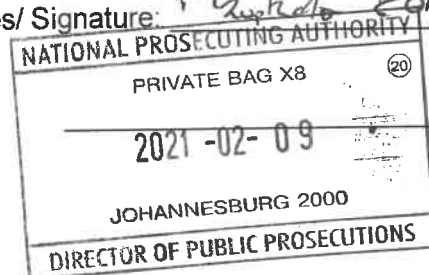 es/ Signature:
NATIONAL PROSECUTING AUTHORITY
PRIVATE BAG X8
20
2021 -02- 09
JOHANNESBURG 2000
DIRECTOR OF PUBLIC PROSECUTIONS